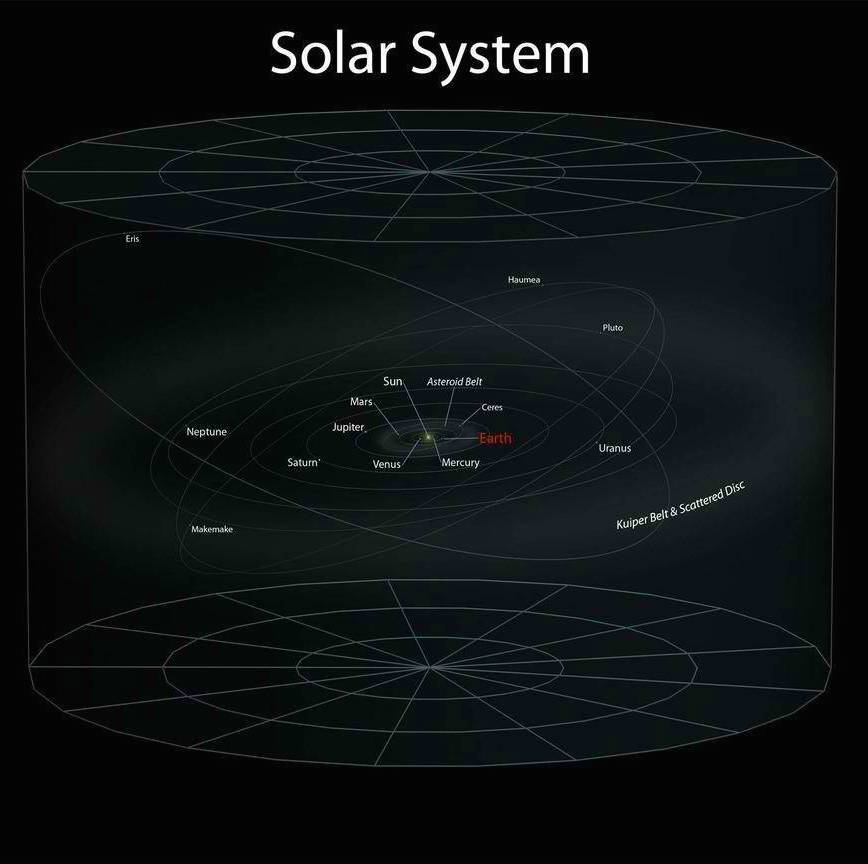 Solar System
Eris
Haumea
Pluto
Sun
Asteroid Belt
Mars
Ceres
Jupiter
Neptune
Earth
Uranus
Saturn
Venus
Mercury
Kuiper Belt & Scattered Disc
Makemake